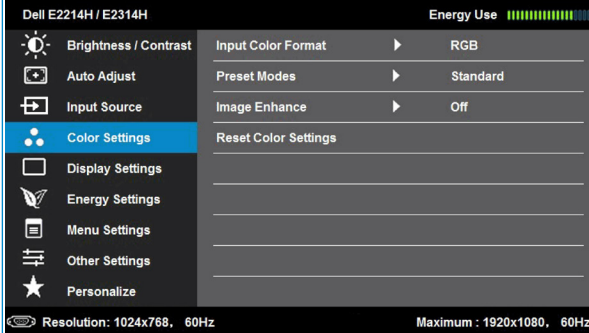 Dell E2214H / E2314H Energy Use
Brightness / Contrast Input Color Format RGB
Auto Adjust Preset Modes Standard
Input Source Image Enhance Off
Color Settings Reset Color Settings
Display Settings
Energy Settings
Menu Settings
Other Settings
Personalize
Resolution: 1024x768, 60Hz Maximum : 1920x1080, 60Hz